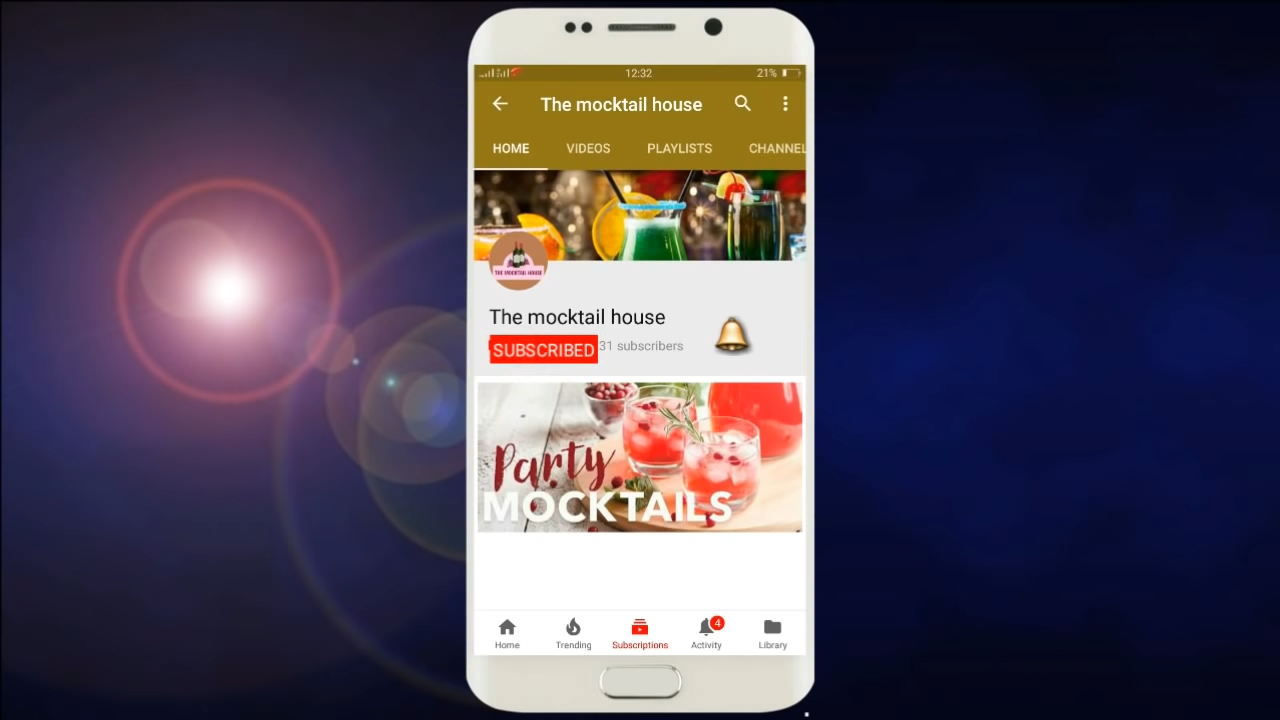 12:32
21%
The mocktail house
HOME VIDEOS PLAYLISTS CHANNEL
THE MOCKTAIL HOUSE
The mocktail house
SUBSCRIBED 31 subscribers
Party
MOCKTAILS
4
Home Trending Subscriptions Activity Library